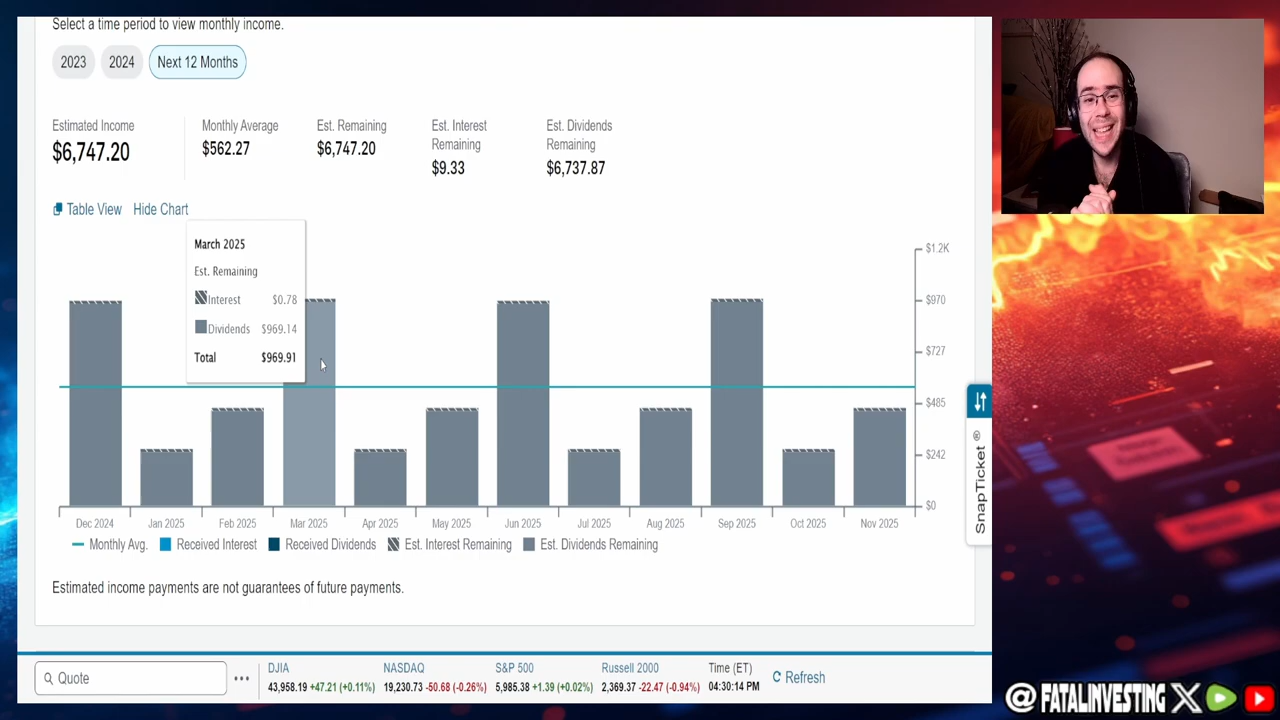 Select a time period to view monthly income.
2023 2024 Next 12 Months
Estimated Income
$6,747.20
Monthly Average
$562.27
Est. Remaining
$6,747.20
Est. Interest
Remaining
$9.33
Est. Dividends
Remaining
$6,737.87
Table View Hide Chart
March 2025
Est. Remaining
Interest $0.78
Dividends $969.14
Total $969.91
$1.2K
$970
$727
$485
$242
$0
Dec 2024 Jan 2025 Feb 2025 Mar 2025 Apr 2025 May 2025 Jun 2025 Jul 2025 Aug 2025 Sep 2025 Oct 2025 Nov 2025
Monthly Avg. Received Interest Received Dividends Est. Interest Remaining Est. Dividends Remaining
Estimated income payments are not guarantees of future payments.
SnapTicket ®
Quote
DJIA
43,958.19 +47.21 (+0.11%)
NASDAQ
19,230.73 -50.68 (-0.26%)
S&P 500
5,985.38 +1.39 (+0.02%)
Russell 2000
2,369.37 -22.47 (-0.94%)
Time (ET)
04:30:14 PM
Refresh
@FATALINVESTING X